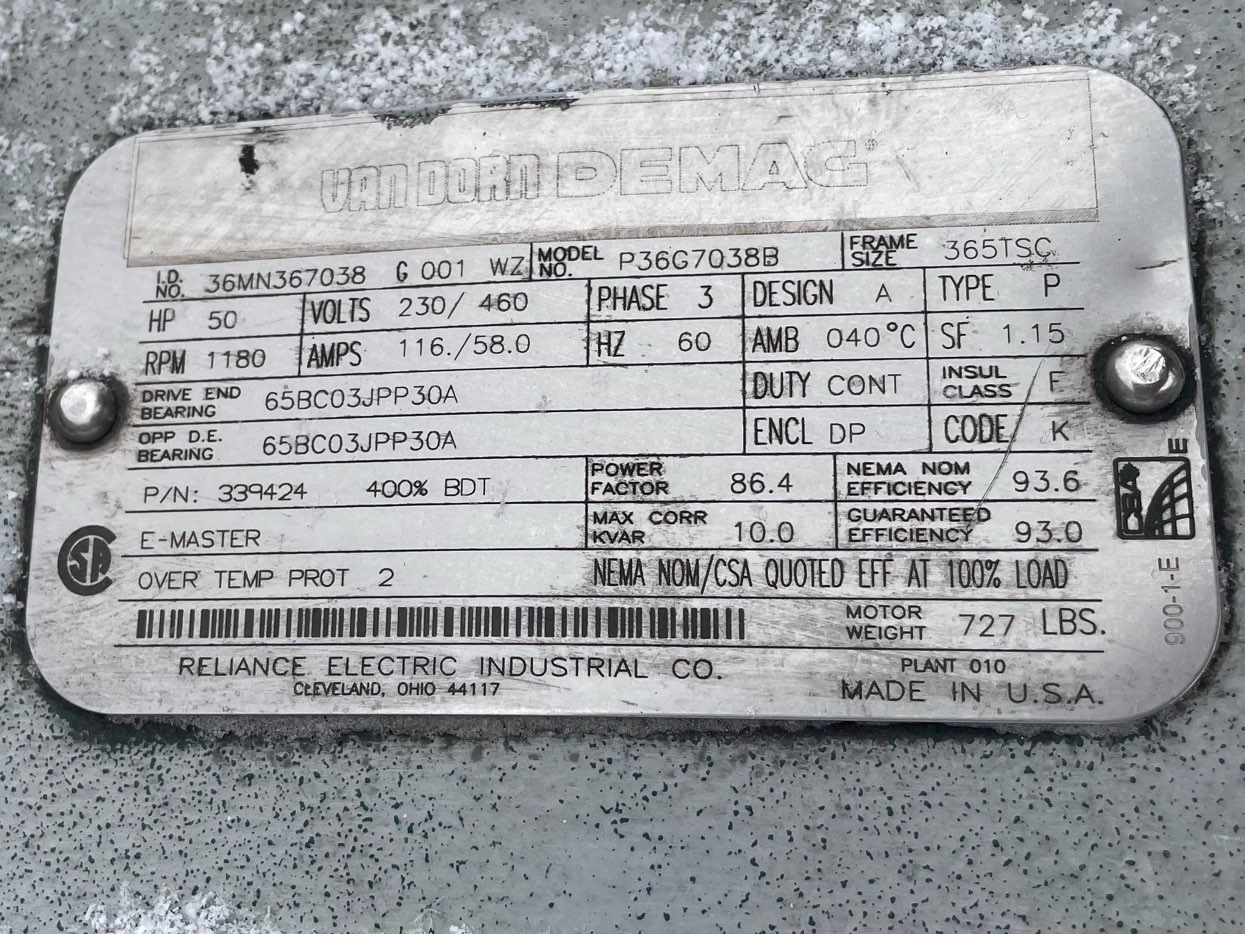 VAN DORN DEMAG
I.D. NO. 36MN367038 G 001 WZ MODEL NO. P36G7038B FRAME SIZE 365TSC
HP 50 VOLTS 230/ 460 PHASE 3 DESIGN A TYPE P
RPM 1180 AMPS 116./58.0 HZ 60 AMB 040°C SF 1.15
DRIVE END BEARING 65BC03JPP30A DUTY CONT INSUL CLASS F
OPP D.E. BEARING 65BC03JPP30A ENCL DP CODE K
P/N: 339424 400% BDT POWER FACTOR 86.4 NEMA NOM EFFICIENCY 93.6
E-MASTER MAX CORR KVAR 10.0 GUARANTEED EFFICIENCY 93.0
OVER TEMP PROT 2 NEMA NOM/CSA QUOTED EFF AT 100% LOAD
MOTOR WEIGHT 727 LBS.
RELIANCE ELECTRIC INDUSTRIAL CO. PLANT 010
CLEVELAND, OHIO 44117 MADE IN U.S.A.
CSA
E
900-1-E